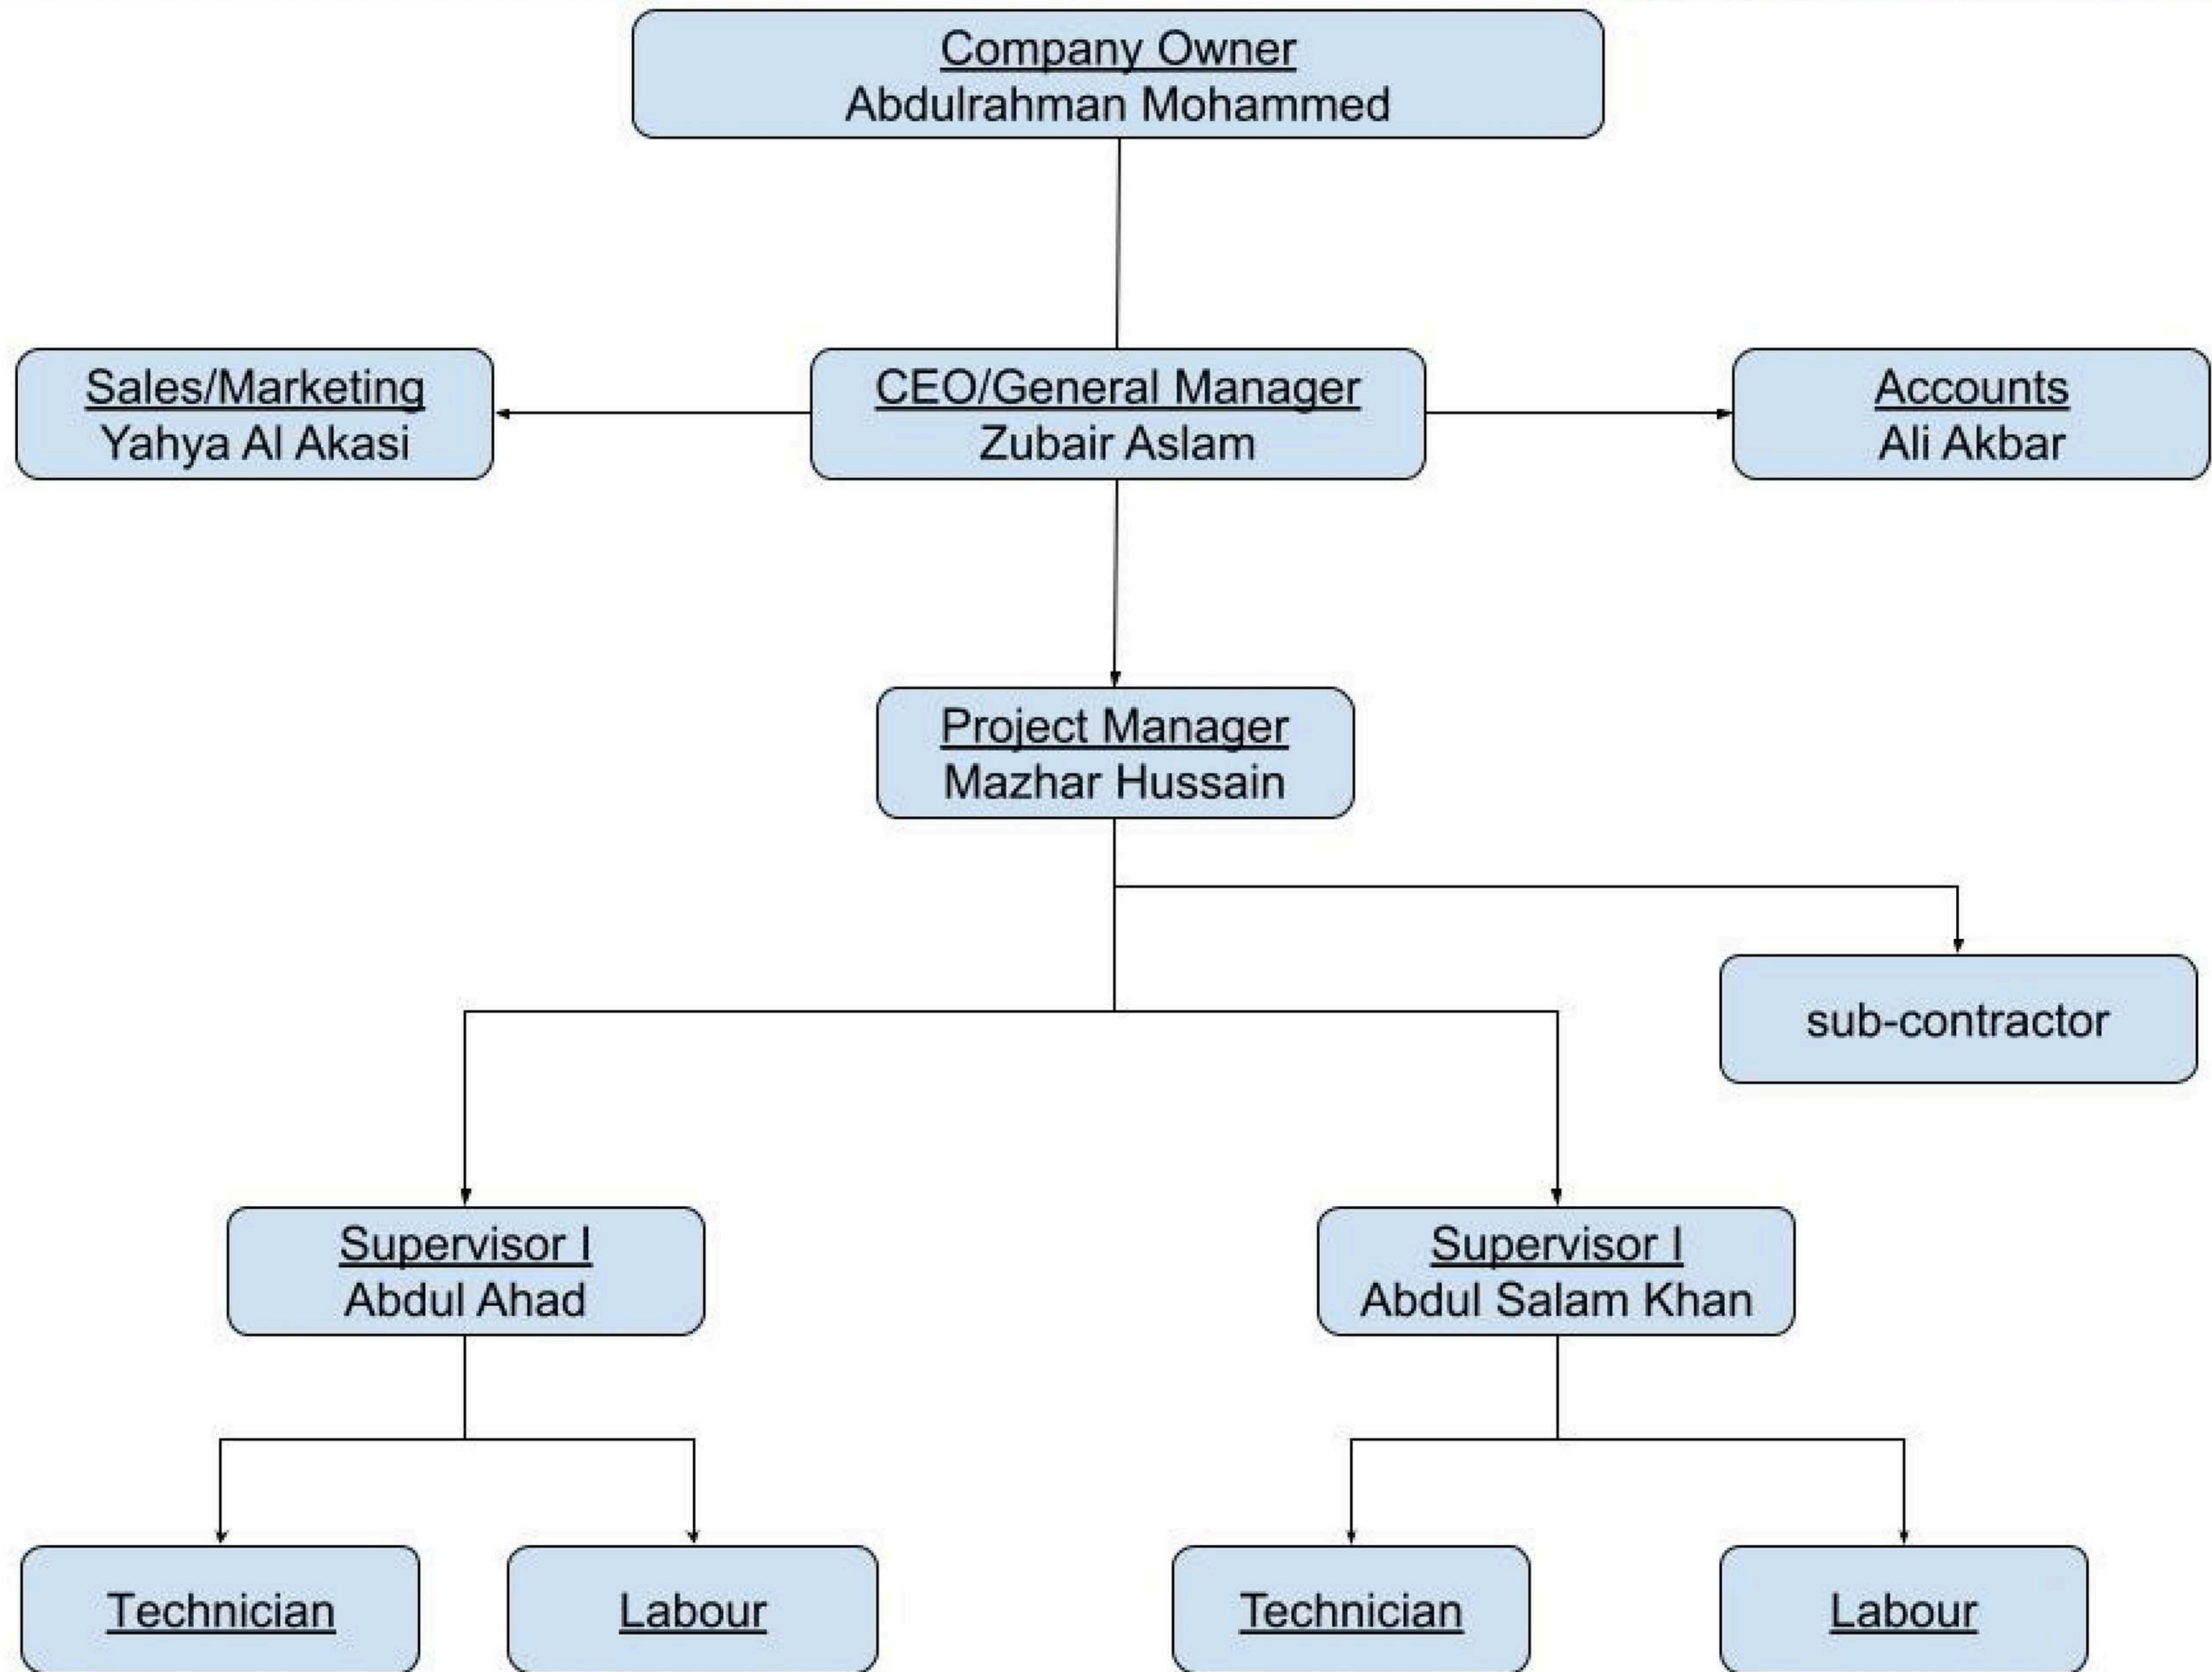 Company Owner
Abdulrahman Mohammed
Sales/Marketing
Yahya Al Akasi
CEO/General Manager
Zubair Aslam
Accounts
Ali Akbar
Project Manager
Mazhar Hussain
sub-contractor
Supervisor I
Abdul Ahad
Supervisor I
Abdul Salam Khan
Technician
Labour
Technician
Labour